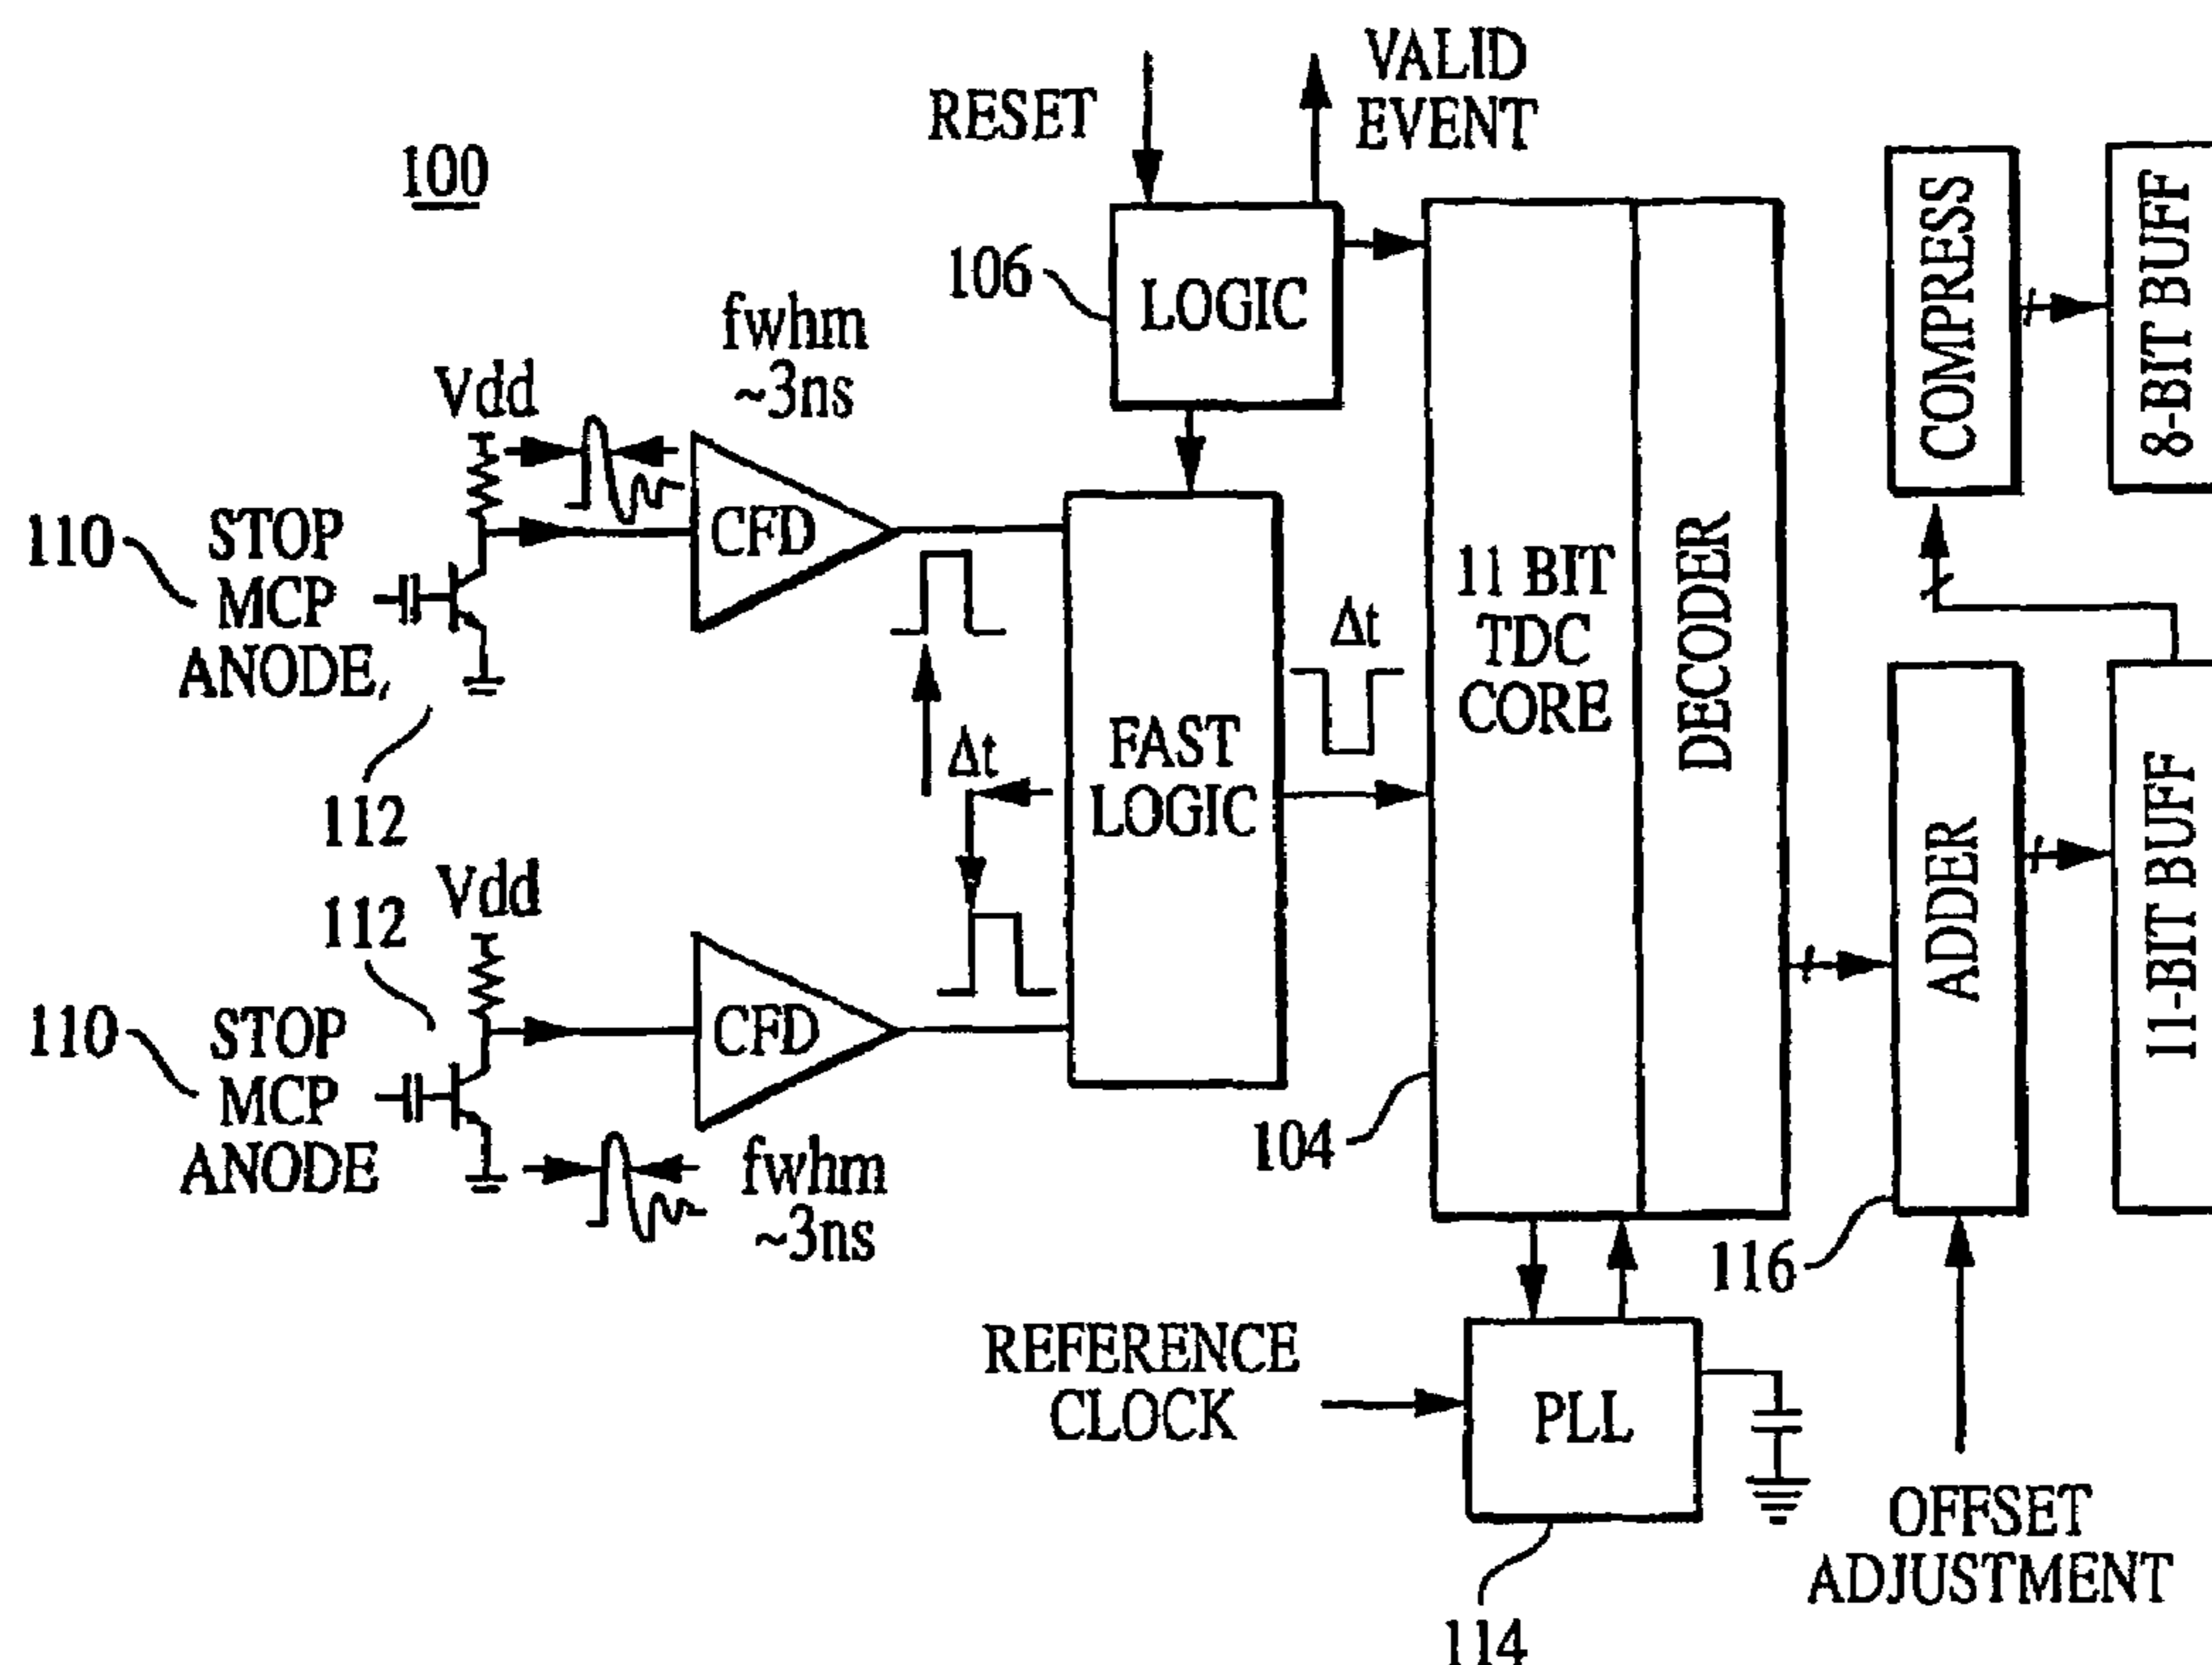 100
RESET
VALID
EVENT
106
LOGIC
fwhm
~3ns
Vdd
110
STOP
MCP
ANODE,
CFD
112
Δt
FAST
LOGIC
Δt
11 BIT
TDC
CORE
DECODER
COMPRESS
8-BIT BUFF
112
Vdd
110
STOP
MCP
ANODE
CFD
fwhm
~3ns
104
ADDER
11-BIT BUFF
116
REFERENCE
CLOCK
PLL
114
OFFSET
ADJUSTMENT